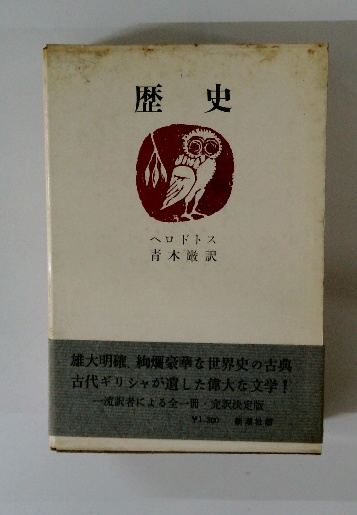 歴史
ヘロドトス
青木巌訳
雄大明確、絢爛豪華な世界史の古典
古代ギリシャが遺した偉大な文学!
一流訳者による全一冊・完訳決定版
¥1,300 新潮社版